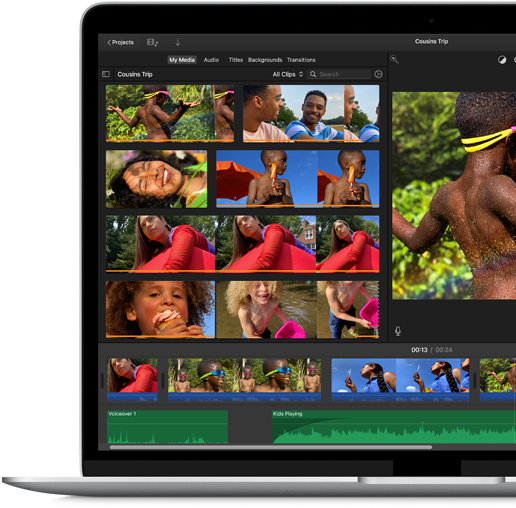 Projects
Cousins Trip
My Media Audio Titles Backgrounds Transitions
Cousins Trip All Clips Search
00:13 / 00:24
Voiceover 1
Kids Playing